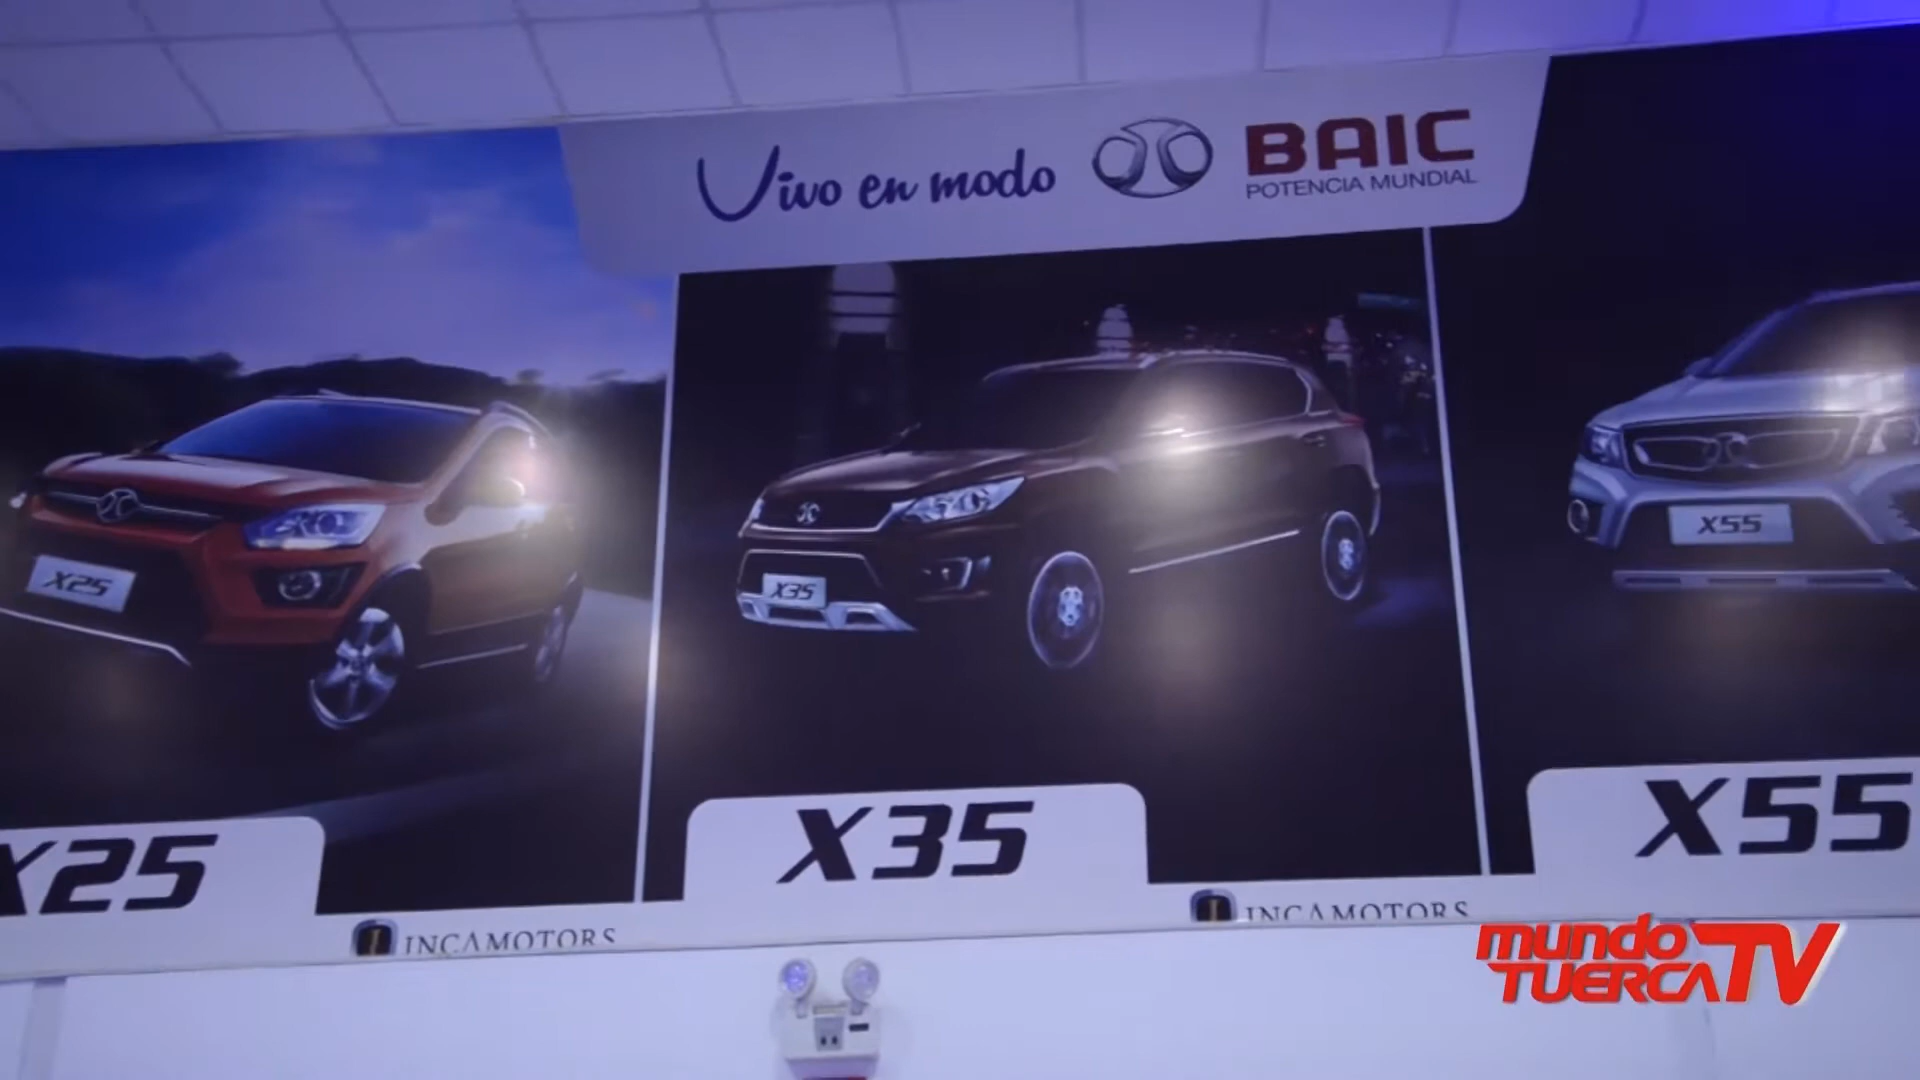 Vivo en modo BAIC
POTENCIA MUNDIAL
X25
X35
X55
X25
X35
X55
INCAMOTORS
INCAMOTORS
mundo
TUERCA TV